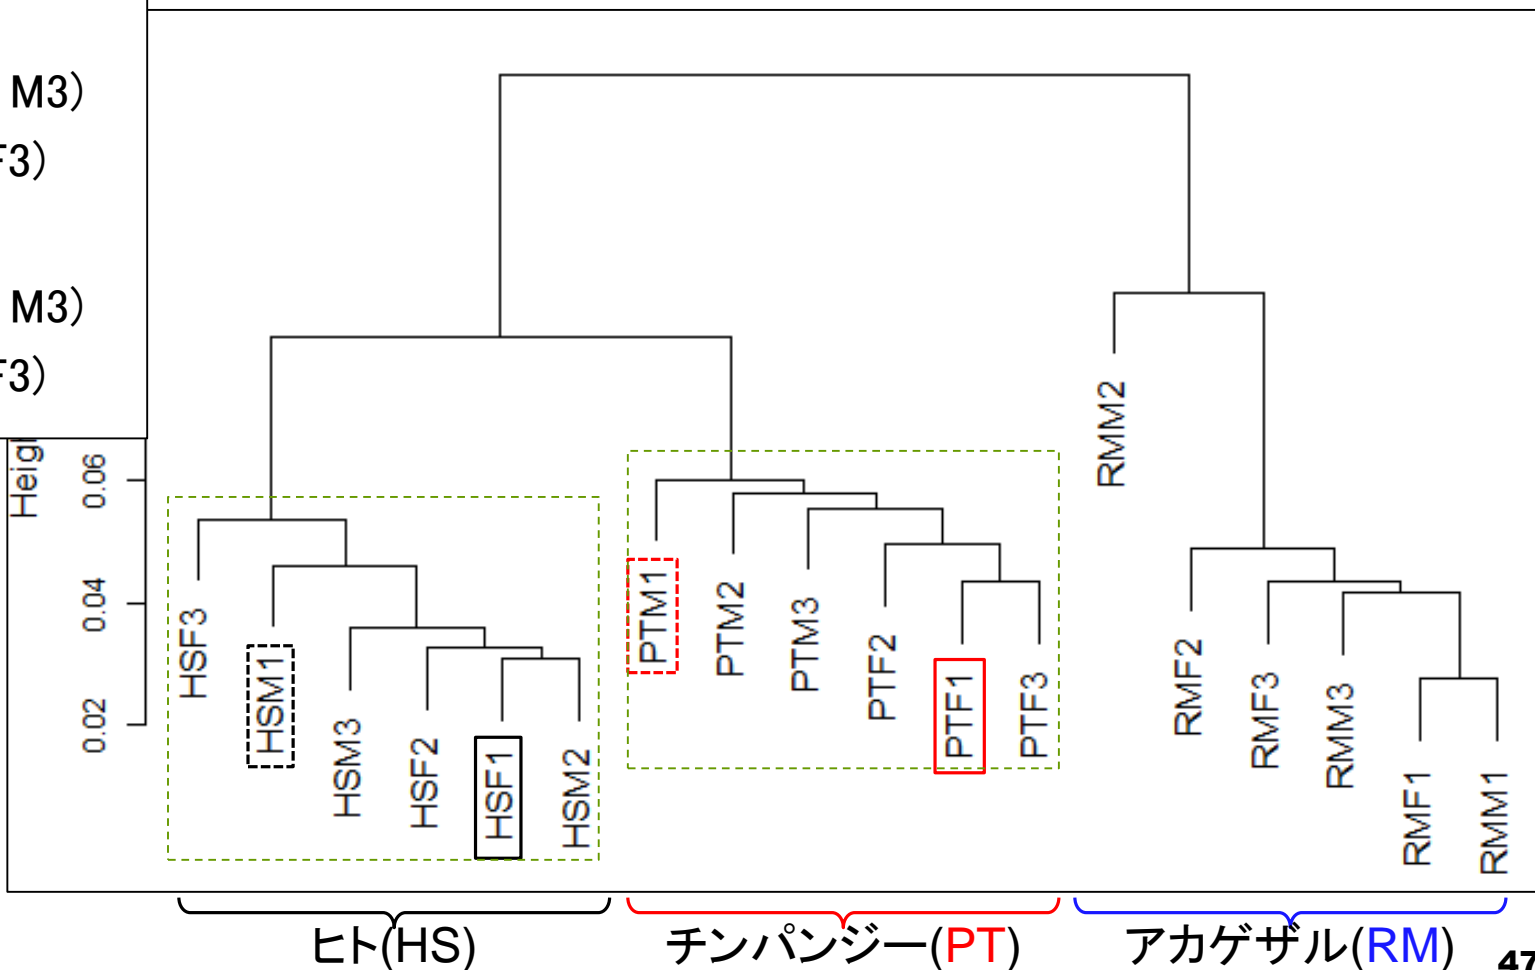 M3)
F3)
M3)
F3)
0.06
0.04
0.02
RMM2
HSF3
HSM1
HSM3
HSF2
HSF1
HSM2
PTM1
PTM2
PTM3
PTF2
PTF1
PTF3
RMF2
RMF3
RMM3
RMF1
RMM1
ヒト(HS)
チンパンジー(PT)
アカゲザル(RM)
47